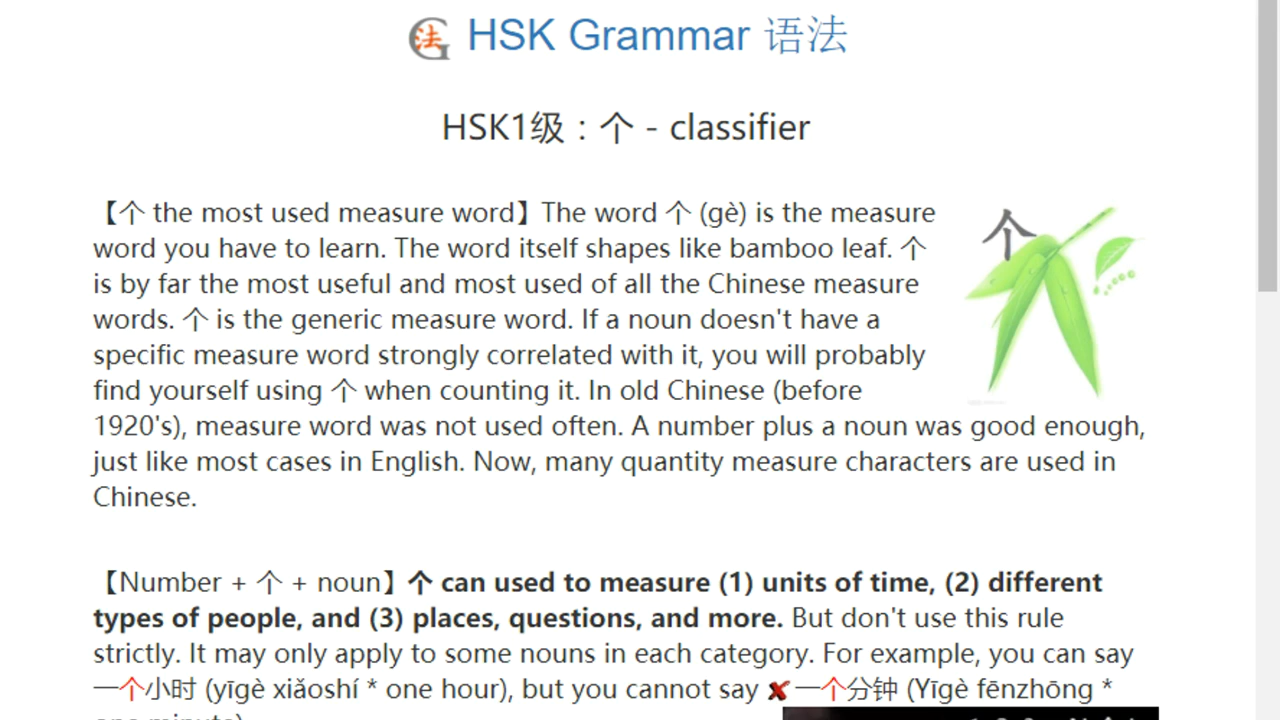 法 HSK Grammar 语法
HSK1级：个 - classifier
【个 the most used measure word】The word 个 (gè) is the measure
word you have to learn. The word itself shapes like bamboo leaf. 个
is by far the most useful and most used of all the Chinese measure
words. 个 is the generic measure word. If a noun doesn't have a
specific measure word strongly correlated with it, you will probably
find yourself using 个 when counting it. In old Chinese (before
1920's), measure word was not used often. A number plus a noun was good enough,
just like most cases in English. Now, many quantity measure characters are used in
Chinese.
个
【Number + 个 + noun】个 can used to measure (1) units of time, (2) different
types of people, and (3) places, questions, and more. But don't use this rule
strictly. It may only apply to some nouns in each category. For example, you can say
一个小时 (yīgè xiǎoshí * one hour), but you cannot say ✘一个分钟 (Yīgè fēnzhōng *
one minute)